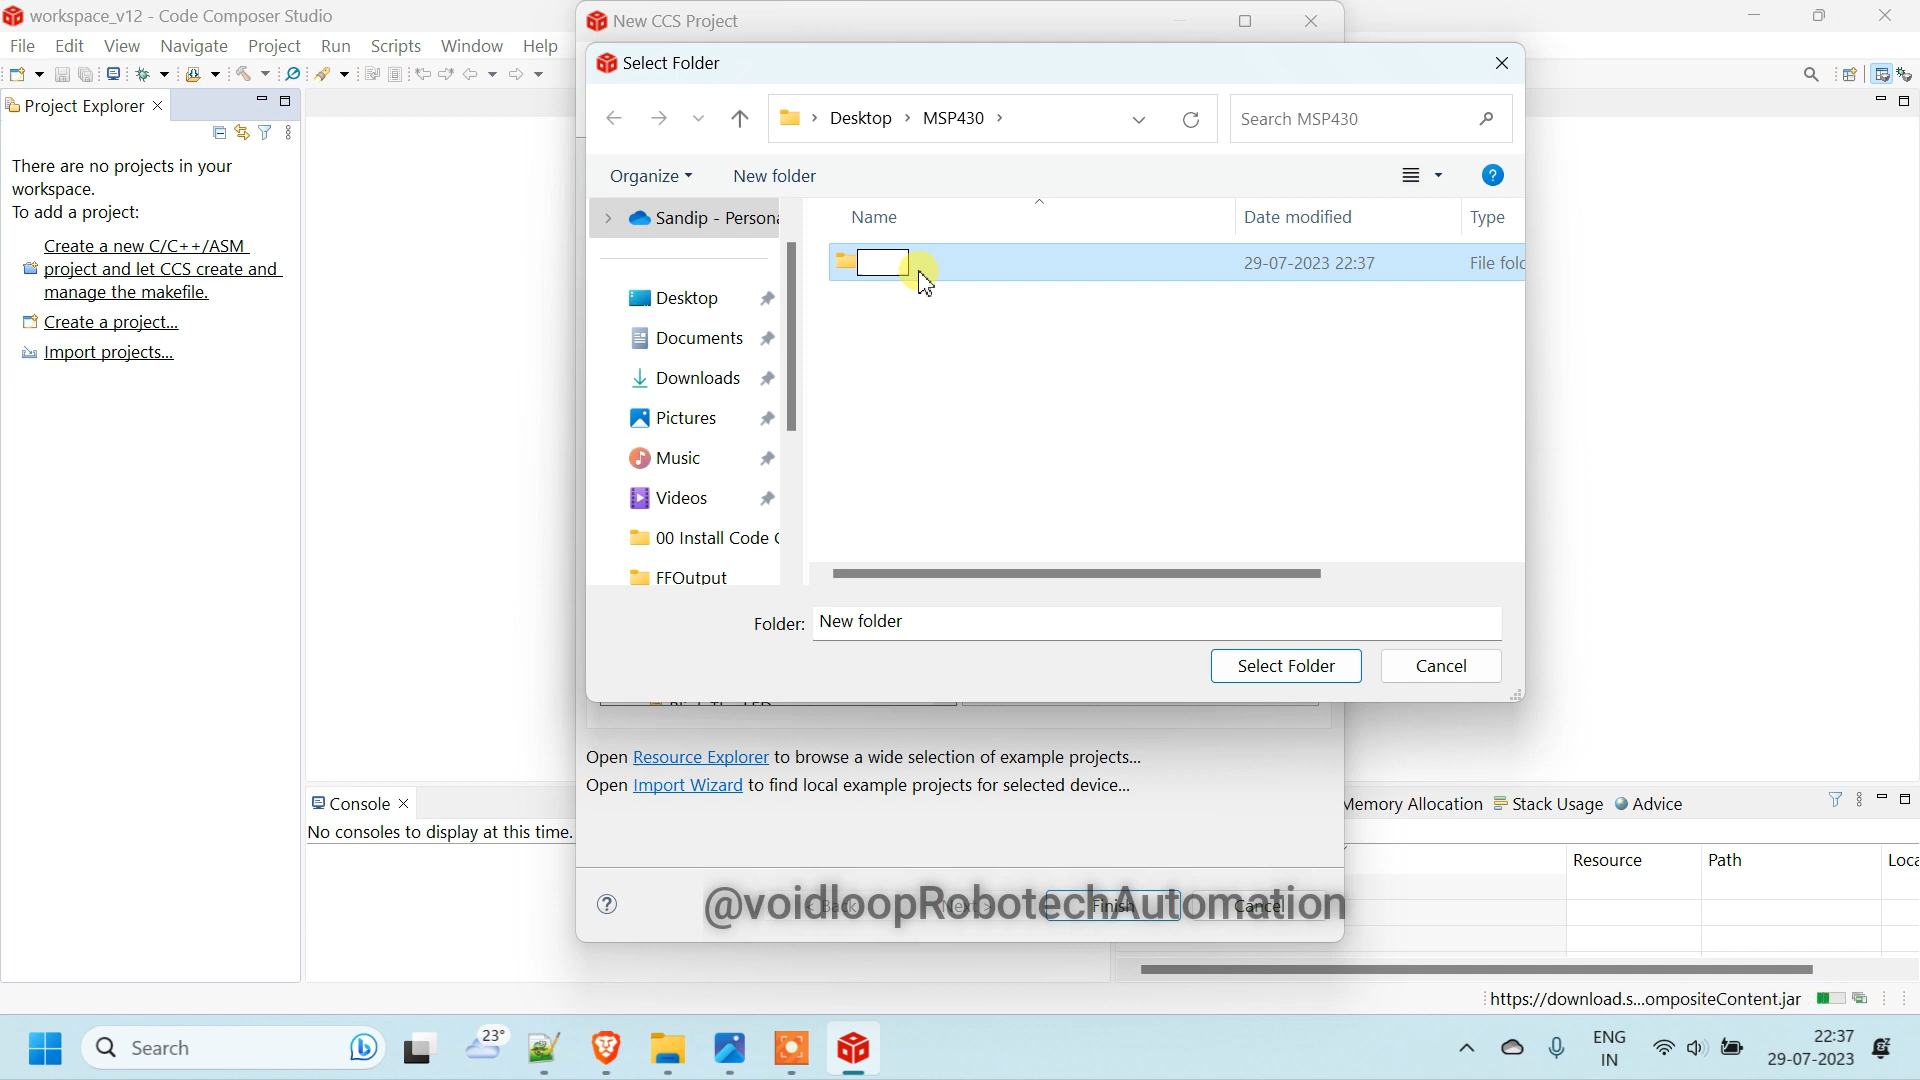 workspace_v12 - Code Composer Studio
New CCS Project
File Edit View Navigate Project Run Scripts Window Help
Select Folder
Project Explorer
Desktop > MSP430 >
Search MSP430
There are no projects in your
workspace.
To add a project:
Create a new C/C++/ASM
project and let CCS create and
manage the makefile.
Create a project...
Import projects...
Organize
New folder
Sandip - Persona
Name
Date modified
Type
29-07-2023 22:37
File fold
Desktop
Documents
Downloads
Pictures
Music
Videos
00 Install Code C
FFOutput
Folder: New folder
Select Folder
Cancel
Open Resource Explorer to browse a wide selection of example projects...
Open Import Wizard to find local example projects for selected device...
Console
No consoles to display at this time.
Memory Allocation
Stack Usage
Advice
Resource
Path
Loca
< Back
Next >
Finish
Cancel
@voidloopRobotechAutomation
https://download.s...ompositeContent.jar
Search
23°
ENG
IN
22:37
29-07-2023